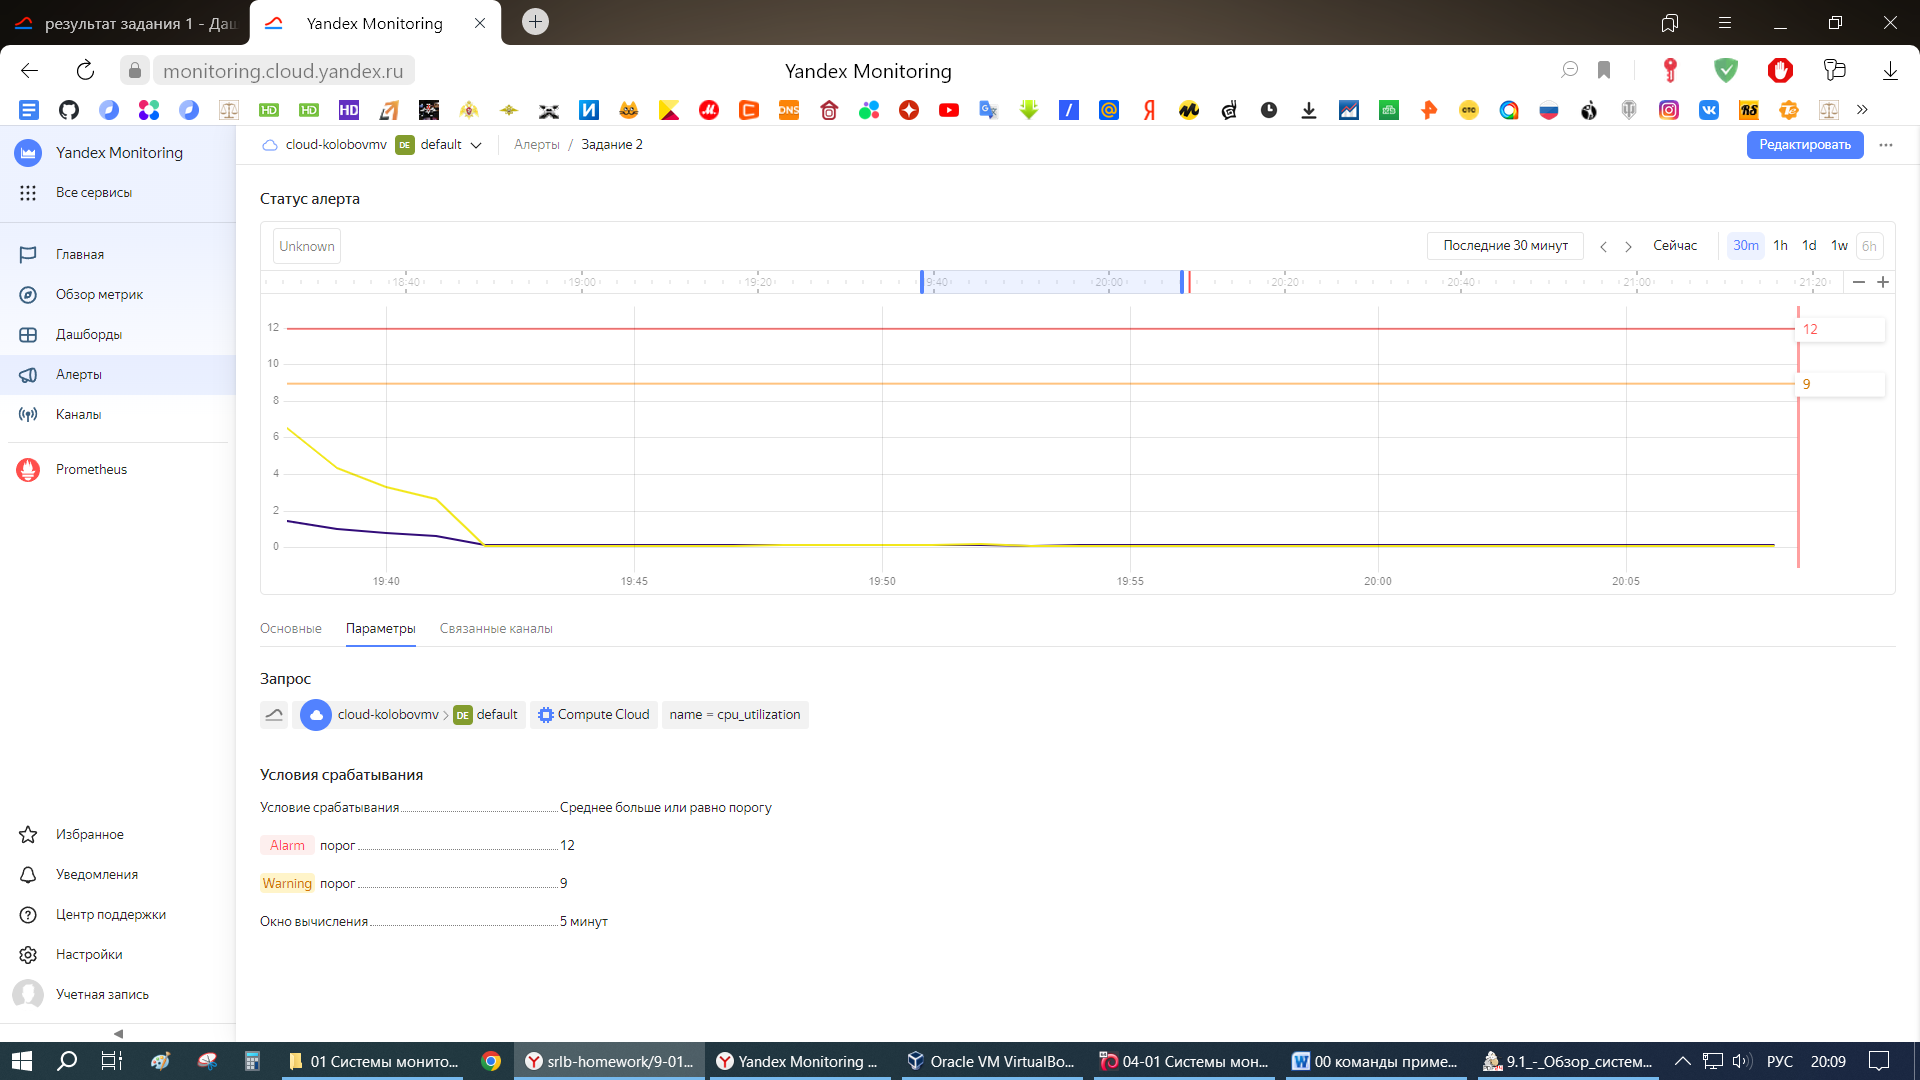 результат задания 1 - Даш
Yandex Monitoring
monitoring.cloud.yandex.ru
Yandex Monitoring
Yandex Monitoring
cloud-kolobovmv DE default
Алерты / Задание 2
Редактировать
Все сервисы
Статус алерта
Unknown
Последние 30 минут
Сейчас
30m 1h 1d 1w 6h
18:40 19:00 19:20 19:40 20:00 20:20 20:40 21:00 21:20
Главная
Обзор метрик
Дашборды
Алерты
Каналы
Prometheus
12
10
8
6
4
2
0
12
9
19:40 19:45 19:50 19:55 20:00 20:05
Основные Параметры Связанные каналы
Запрос
cloud-kolobovmv > DE default Compute Cloud name = cpu_utilization
Условия срабатывания
Условие срабатывания Среднее больше или равно порогу
Alarm порог 12
Warning порог 9
Окно вычисления 5 минут
Избранное
Уведомления
Центр поддержки
Настройки
Учетная запись
01 Системы монито...
srlb-homework/9-01...
Yandex Monitoring ...
Oracle VM VirtualBo...
04-01 Системы мон...
00 команды приме...
9.1_-_Обзор_систем...
РУС
20:09